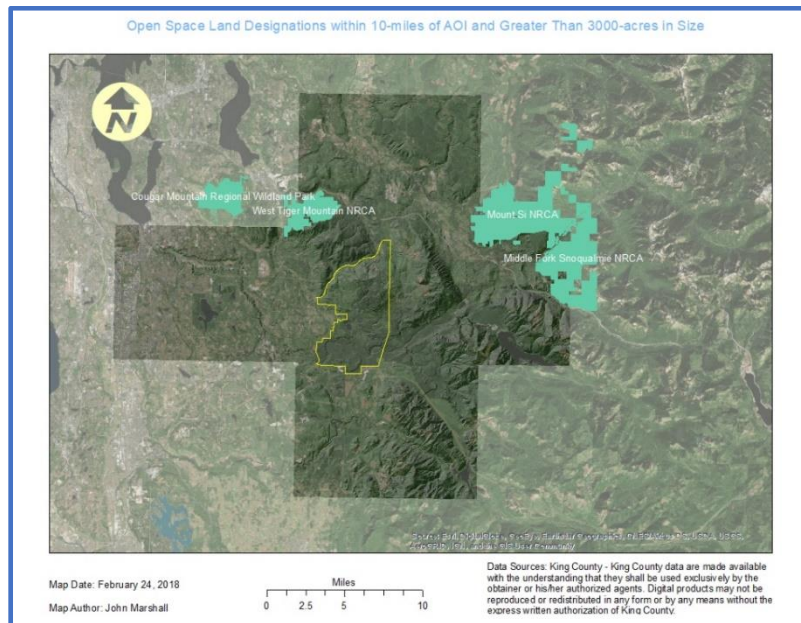 Open Space Land Designations within 10-miles of AOI and Greater Than 3000-acres in Size
N
Cougar Mountain Regional Wildland Park
West Tiger Mountain NRCA
Mount Si NRCA
Middle Fork Snoqualmie NRCA
Map Date: February 24, 2018
Map Author: John Marshall
Miles
0 2.5 5 10
Data Sources: King County - King County data are made available
with the understanding that they shall be used exclusively by the
obtainer or his/her authorized agents. Digital products may not be
reproduced or redistributed in any form or by any means without the
express written authorization of King County.